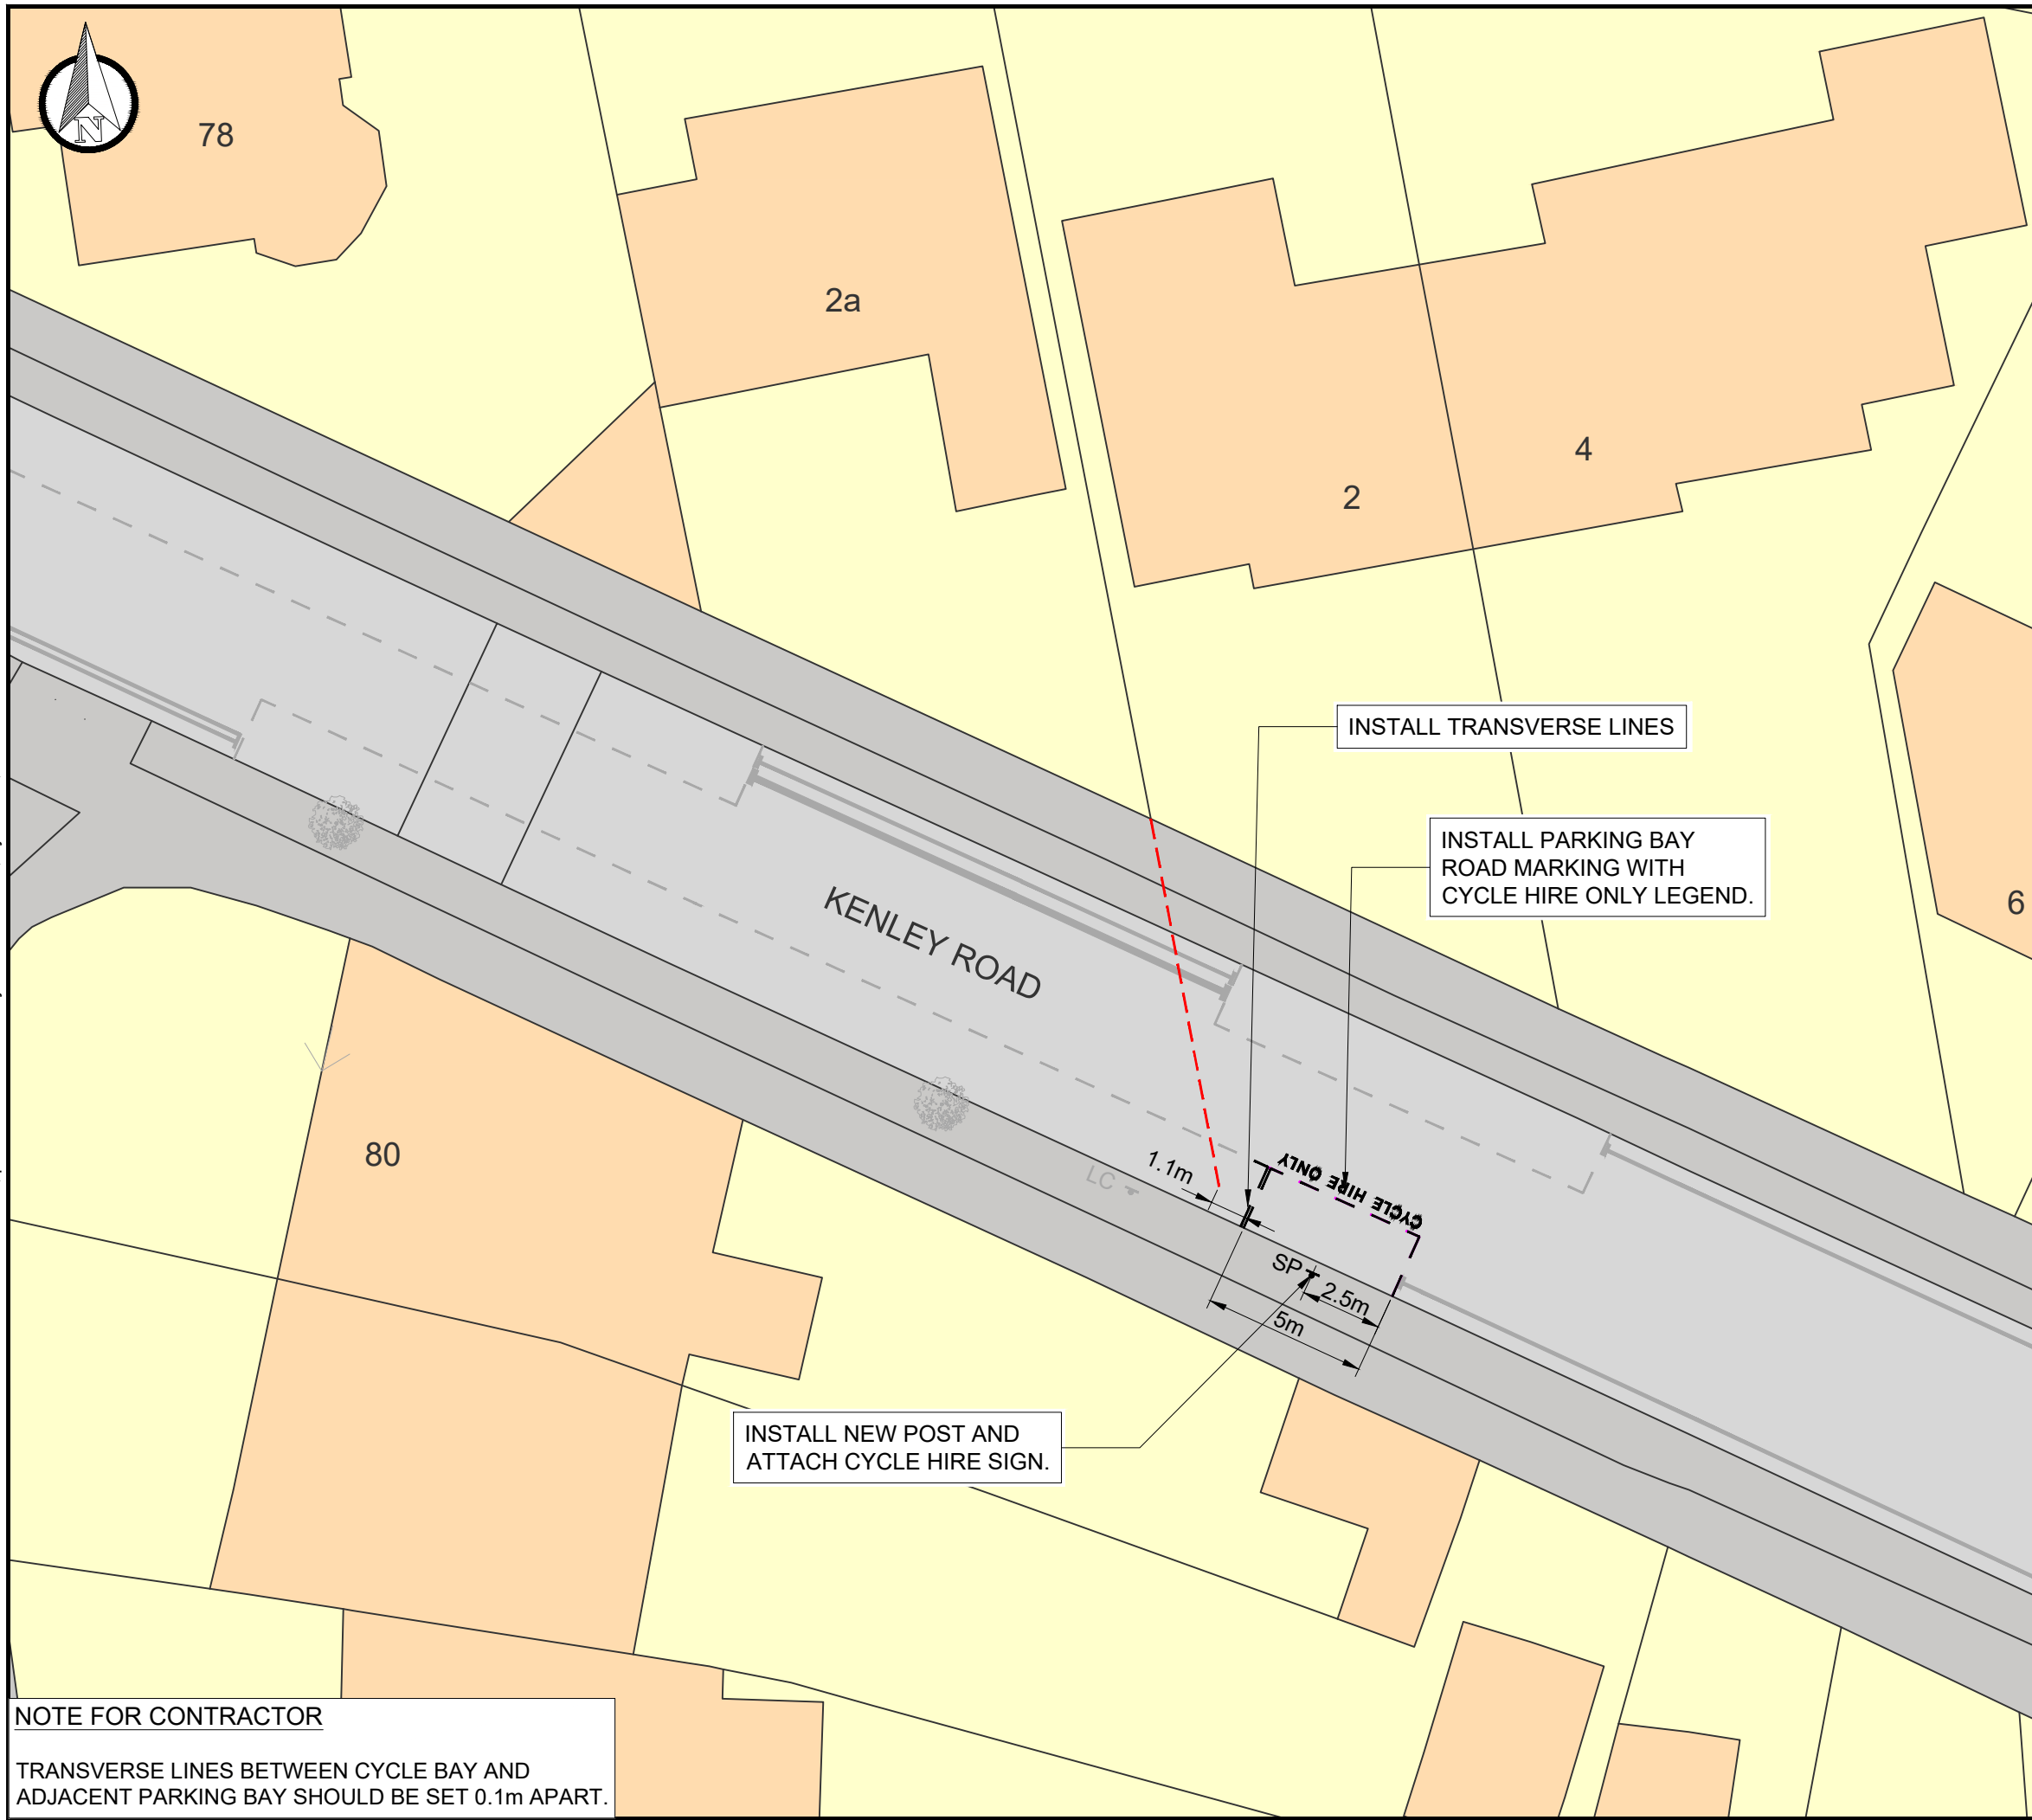 N
78
2a
4
2
INSTALL TRANSVERSE LINES
INSTALL PARKING BAY
ROAD MARKING WITH
CYCLE HIRE ONLY LEGEND.
6
KENLEY ROAD
80
LC
1.1m
CYCLE HIRE ONLY
SP
2.5m
5m
INSTALL NEW POST AND
ATTACH CYCLE HIRE SIGN.
NOTE FOR CONTRACTOR
TRANSVERSE LINES BETWEEN CYCLE BAY AND
ADJACENT PARKING BAY SHOULD BE SET 0.1m APART.